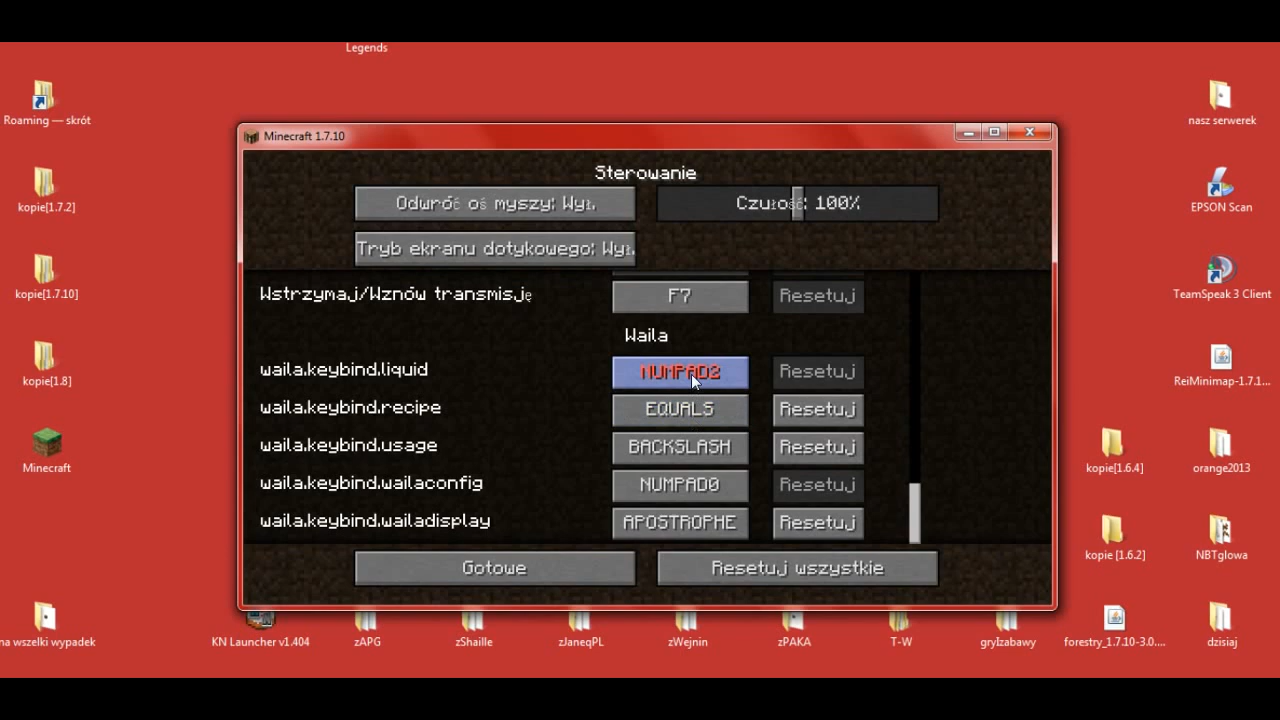 Legends
Roaming — skrót
nasz serwerek
kopie[1.7.2]
EPSON Scan
kopie[1.7.10]
TeamSpeak 3 Client
kopie[1.8]
ReiMinimap-1.7.1...
Minecraft
kopie[1.6.4]
orange2013
kopie [1.6.2]
NBTglowa
na wszelki wypadek
KN Launcher v1.404
zAPG
zShaille
zJaneqPL
zWejnin
zPAKA
T-W
gryIzabawy
forestry_1.7.10-3.0....
dzisiaj
Minecraft 1.7.10
Sterowanie
Odwróć oś myszy: Wył.
Czułość: 100%
Tryb ekranu dotykowego: Wył.
Wstrzymaj/Wznów transmisję
F7
Resetuj
Waila
waila.keybind.liquid
NUMPAD2
Resetuj
waila.keybind.recipe
EQUALS
Resetuj
waila.keybind.usage
BACKSLASH
Resetuj
waila.keybind.wailaconfig
NUMPAD0
Resetuj
waila.keybind.wailadisplay
APOSTROPHE
Resetuj
Gotowe
Resetuj wszystkie